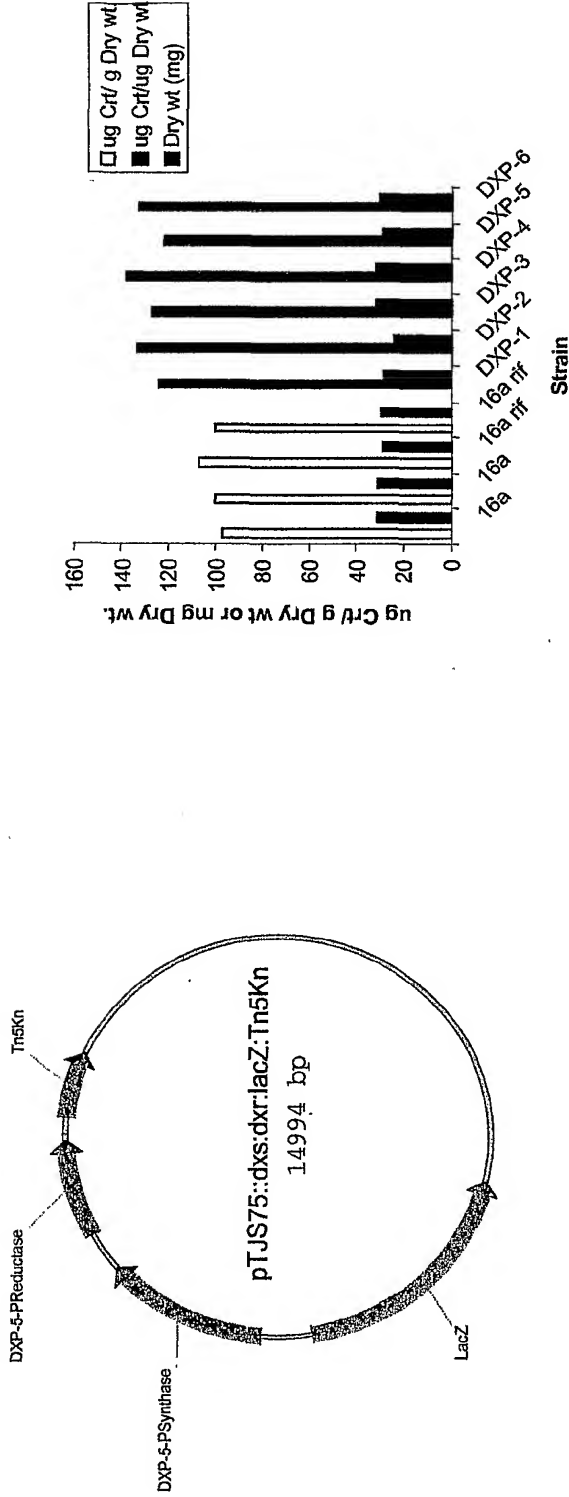 DXP-5-PReductase
Tn5Kn
DXP-5-PSynthase
pTJS75::dxs:dxr:lacZ:Tn5Kn
14994 bp
LacZ
ug Crt/ g Dry wt or mg Dry wt.
160
140
120
100
80
60
40
20
0
16a
16a
16a rif
16a rif
DXP-1
DXP-2
DXP-3
DXP-4
DXP-5
DXP-6
Strain
ug Crt/ g Dry wt.
ug Crt/ug Dry wt
Dry wt (mg)